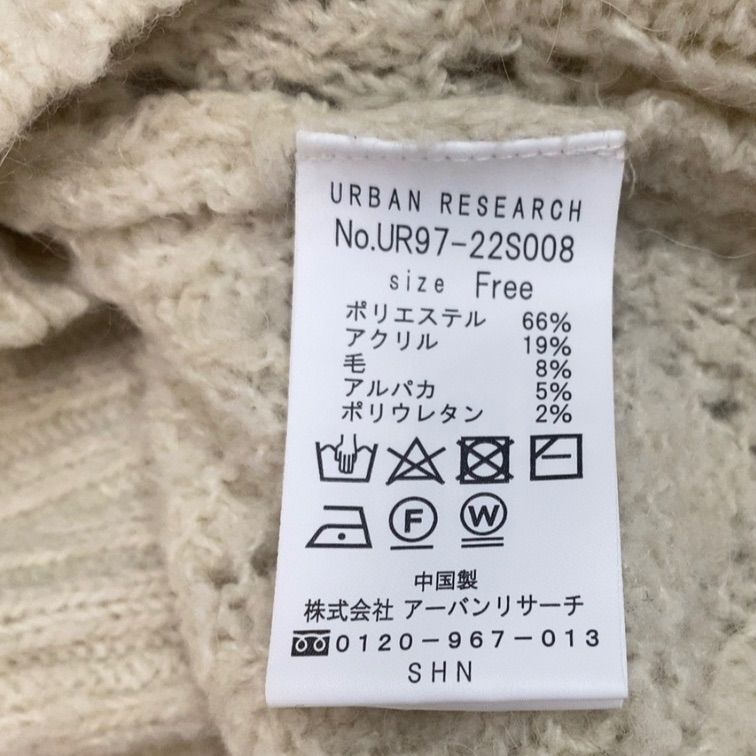 URBAN RESEARCH
No.UR97-22S008
size Free
ポリエステル 66%
アクリル 19%
毛 8%
アルパカ 5%
ポリウレタン 2%
F W
中国製
株式会社 アーバンリサーチ
0120-967-013
SHN